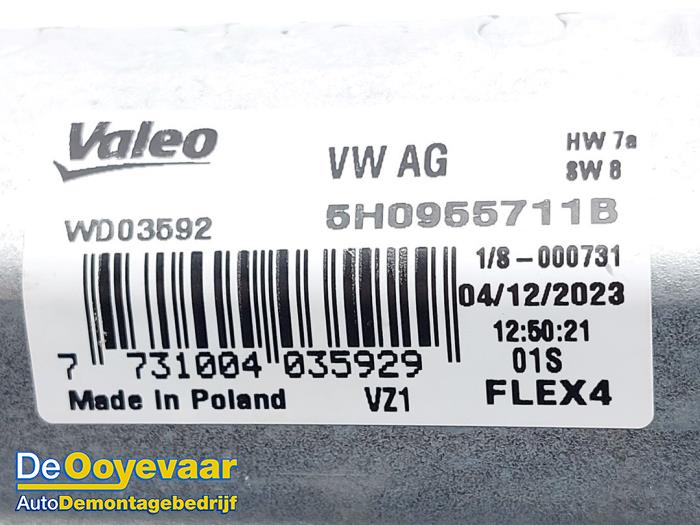 Valeo
VW AG
HW 7a
SW 8
WD03592
5H0955711B
1/8-000731
04/12/2023
12:50:21
7 731004 035929
01S
Made In Poland
VZ1
FLEX4
De Ooyevaar
AutoDemontagebedrijf